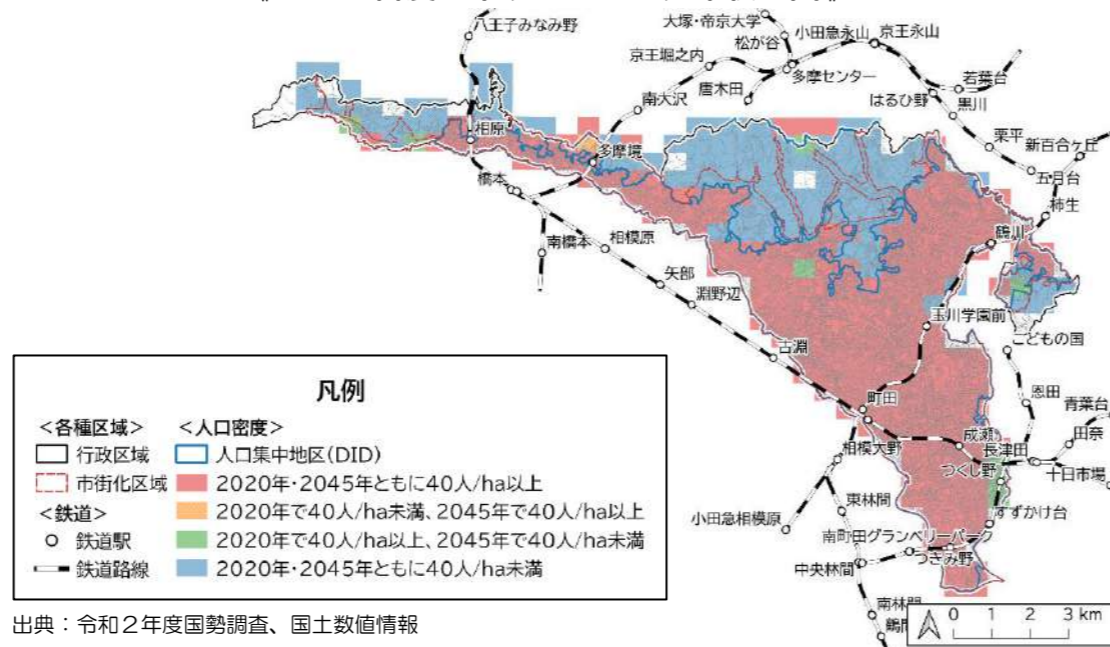 八王子みなみ野
大塚・帝京大学
松が谷
小田急永山
京王永山
京王堀之内
多摩センター
若葉台
唐木田
はるひ野
黒川
南大沢
栗平
新百合ヶ丘
相原
多摩境
五月台
橋本
柿生
鶴川
南橋本
相模原
矢部
淵野辺
玉川学園前
こどもの国
古淵
恩田
町田
青葉台
成瀬
田奈
相模大野
長津田
つくし野
十日市場
東林間
小田急相模原
すずかけ台
南町田グランベリーパーク
つきみ野
中央林間
南林間
0 1 2 3 km
凡例
<各種区域>
行政区域
市街化区域
<鉄道>
鉄道駅
鉄道路線
<人口密度>
人口集中地区(DID)
2020年・2045年ともに40人/ha以上
2020年で40人/ha未満、2045年で40人/ha以上
2020年で40人/ha以上、2045年で40人/ha未満
2020年・2045年ともに40人/ha未満
出典：令和２年度国勢調査、国土数値情報